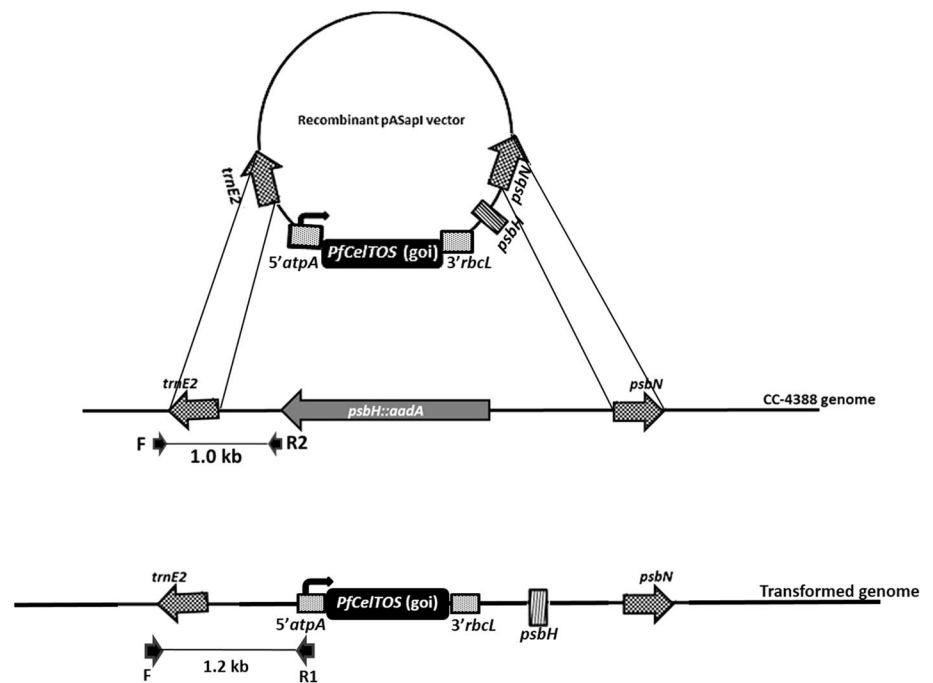 Recombinant pASapI vector
trnE2
psbN
psbH
5'atpA
PfCelTOS (goi)
3'rbcL
trnE2
psbN
psbH::aadA
CC-4388 genome
F
R2
1.0 kb
trnE2
psbN
Transformed genome
PfCelTOS (goi)
5'atpA
3'rbcL
psbH
F
1.2 kb
R1